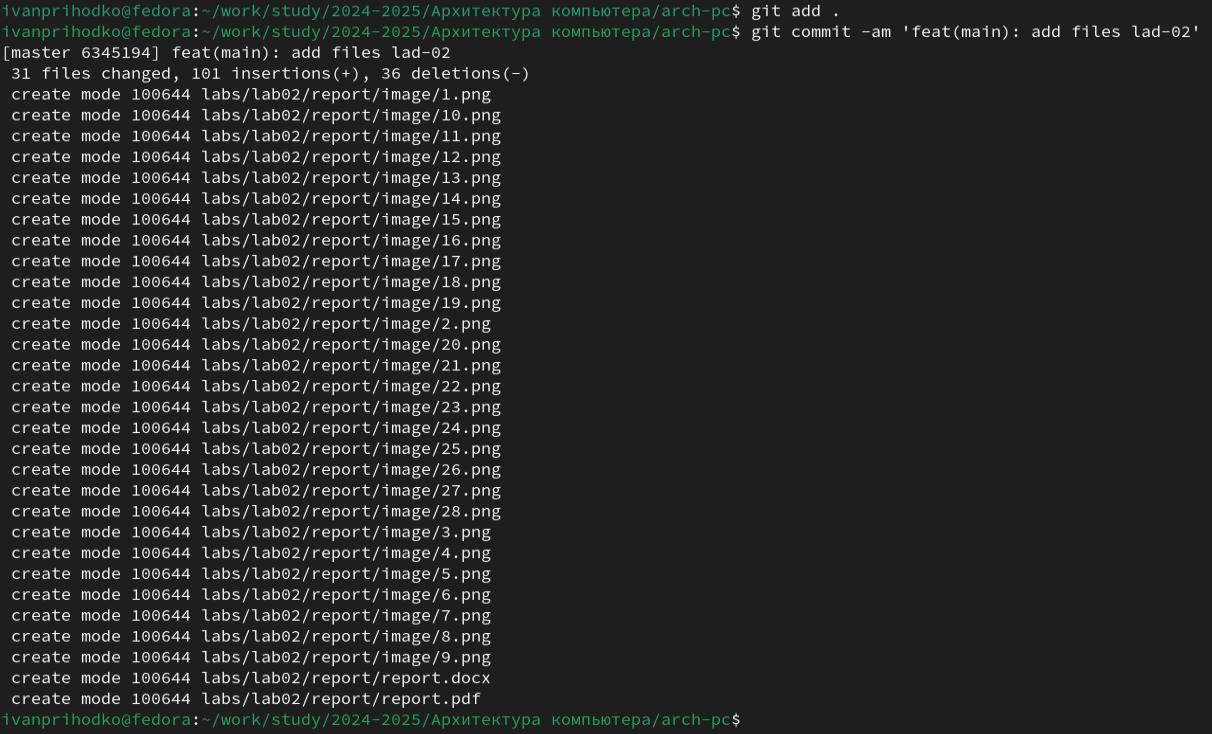 ivanprihodko@fedora:~/work/study/2024-2025/Архитектура компьютера/arch-pc$ git add .
ivanprihodko@fedora:~/work/study/2024-2025/Архитектура компьютера/arch-pc$ git commit -am 'feat(main): add files lad-02'
[master 6345194] feat(main): add files lad-02
 31 files changed, 101 insertions(+), 36 deletions(-)
 create mode 100644 labs/lab02/report/image/1.png
 create mode 100644 labs/lab02/report/image/10.png
 create mode 100644 labs/lab02/report/image/11.png
 create mode 100644 labs/lab02/report/image/12.png
 create mode 100644 labs/lab02/report/image/13.png
 create mode 100644 labs/lab02/report/image/14.png
 create mode 100644 labs/lab02/report/image/15.png
 create mode 100644 labs/lab02/report/image/16.png
 create mode 100644 labs/lab02/report/image/17.png
 create mode 100644 labs/lab02/report/image/18.png
 create mode 100644 labs/lab02/report/image/19.png
 create mode 100644 labs/lab02/report/image/2.png
 create mode 100644 labs/lab02/report/image/20.png
 create mode 100644 labs/lab02/report/image/21.png
 create mode 100644 labs/lab02/report/image/22.png
 create mode 100644 labs/lab02/report/image/23.png
 create mode 100644 labs/lab02/report/image/24.png
 create mode 100644 labs/lab02/report/image/25.png
 create mode 100644 labs/lab02/report/image/26.png
 create mode 100644 labs/lab02/report/image/27.png
 create mode 100644 labs/lab02/report/image/28.png
 create mode 100644 labs/lab02/report/image/3.png
 create mode 100644 labs/lab02/report/image/4.png
 create mode 100644 labs/lab02/report/image/5.png
 create mode 100644 labs/lab02/report/image/6.png
 create mode 100644 labs/lab02/report/image/7.png
 create mode 100644 labs/lab02/report/image/8.png
 create mode 100644 labs/lab02/report/image/9.png
 create mode 100644 labs/lab02/report/report.docx
 create mode 100644 labs/lab02/report/report.pdf
ivanprihodko@fedora:~/work/study/2024-2025/Архитектура компьютера/arch-pc$